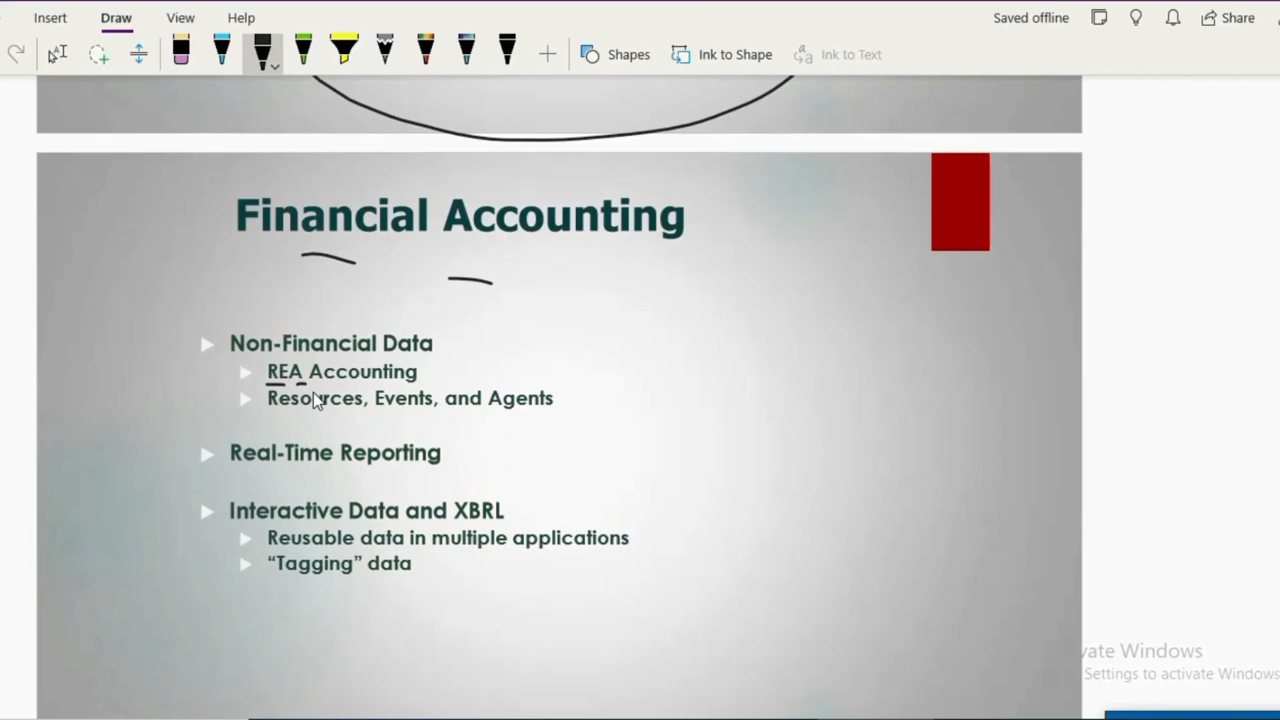 Insert Draw View Help Saved offline Share
Shapes Ink to Shape Ink to Text
Financial Accounting
Non-Financial Data
REA Accounting
Resources, Events, and Agents
Real-Time Reporting
Interactive Data and XBRL
Reusable data in multiple applications
“Tagging” data
vate Windows
Settings to activate Windows